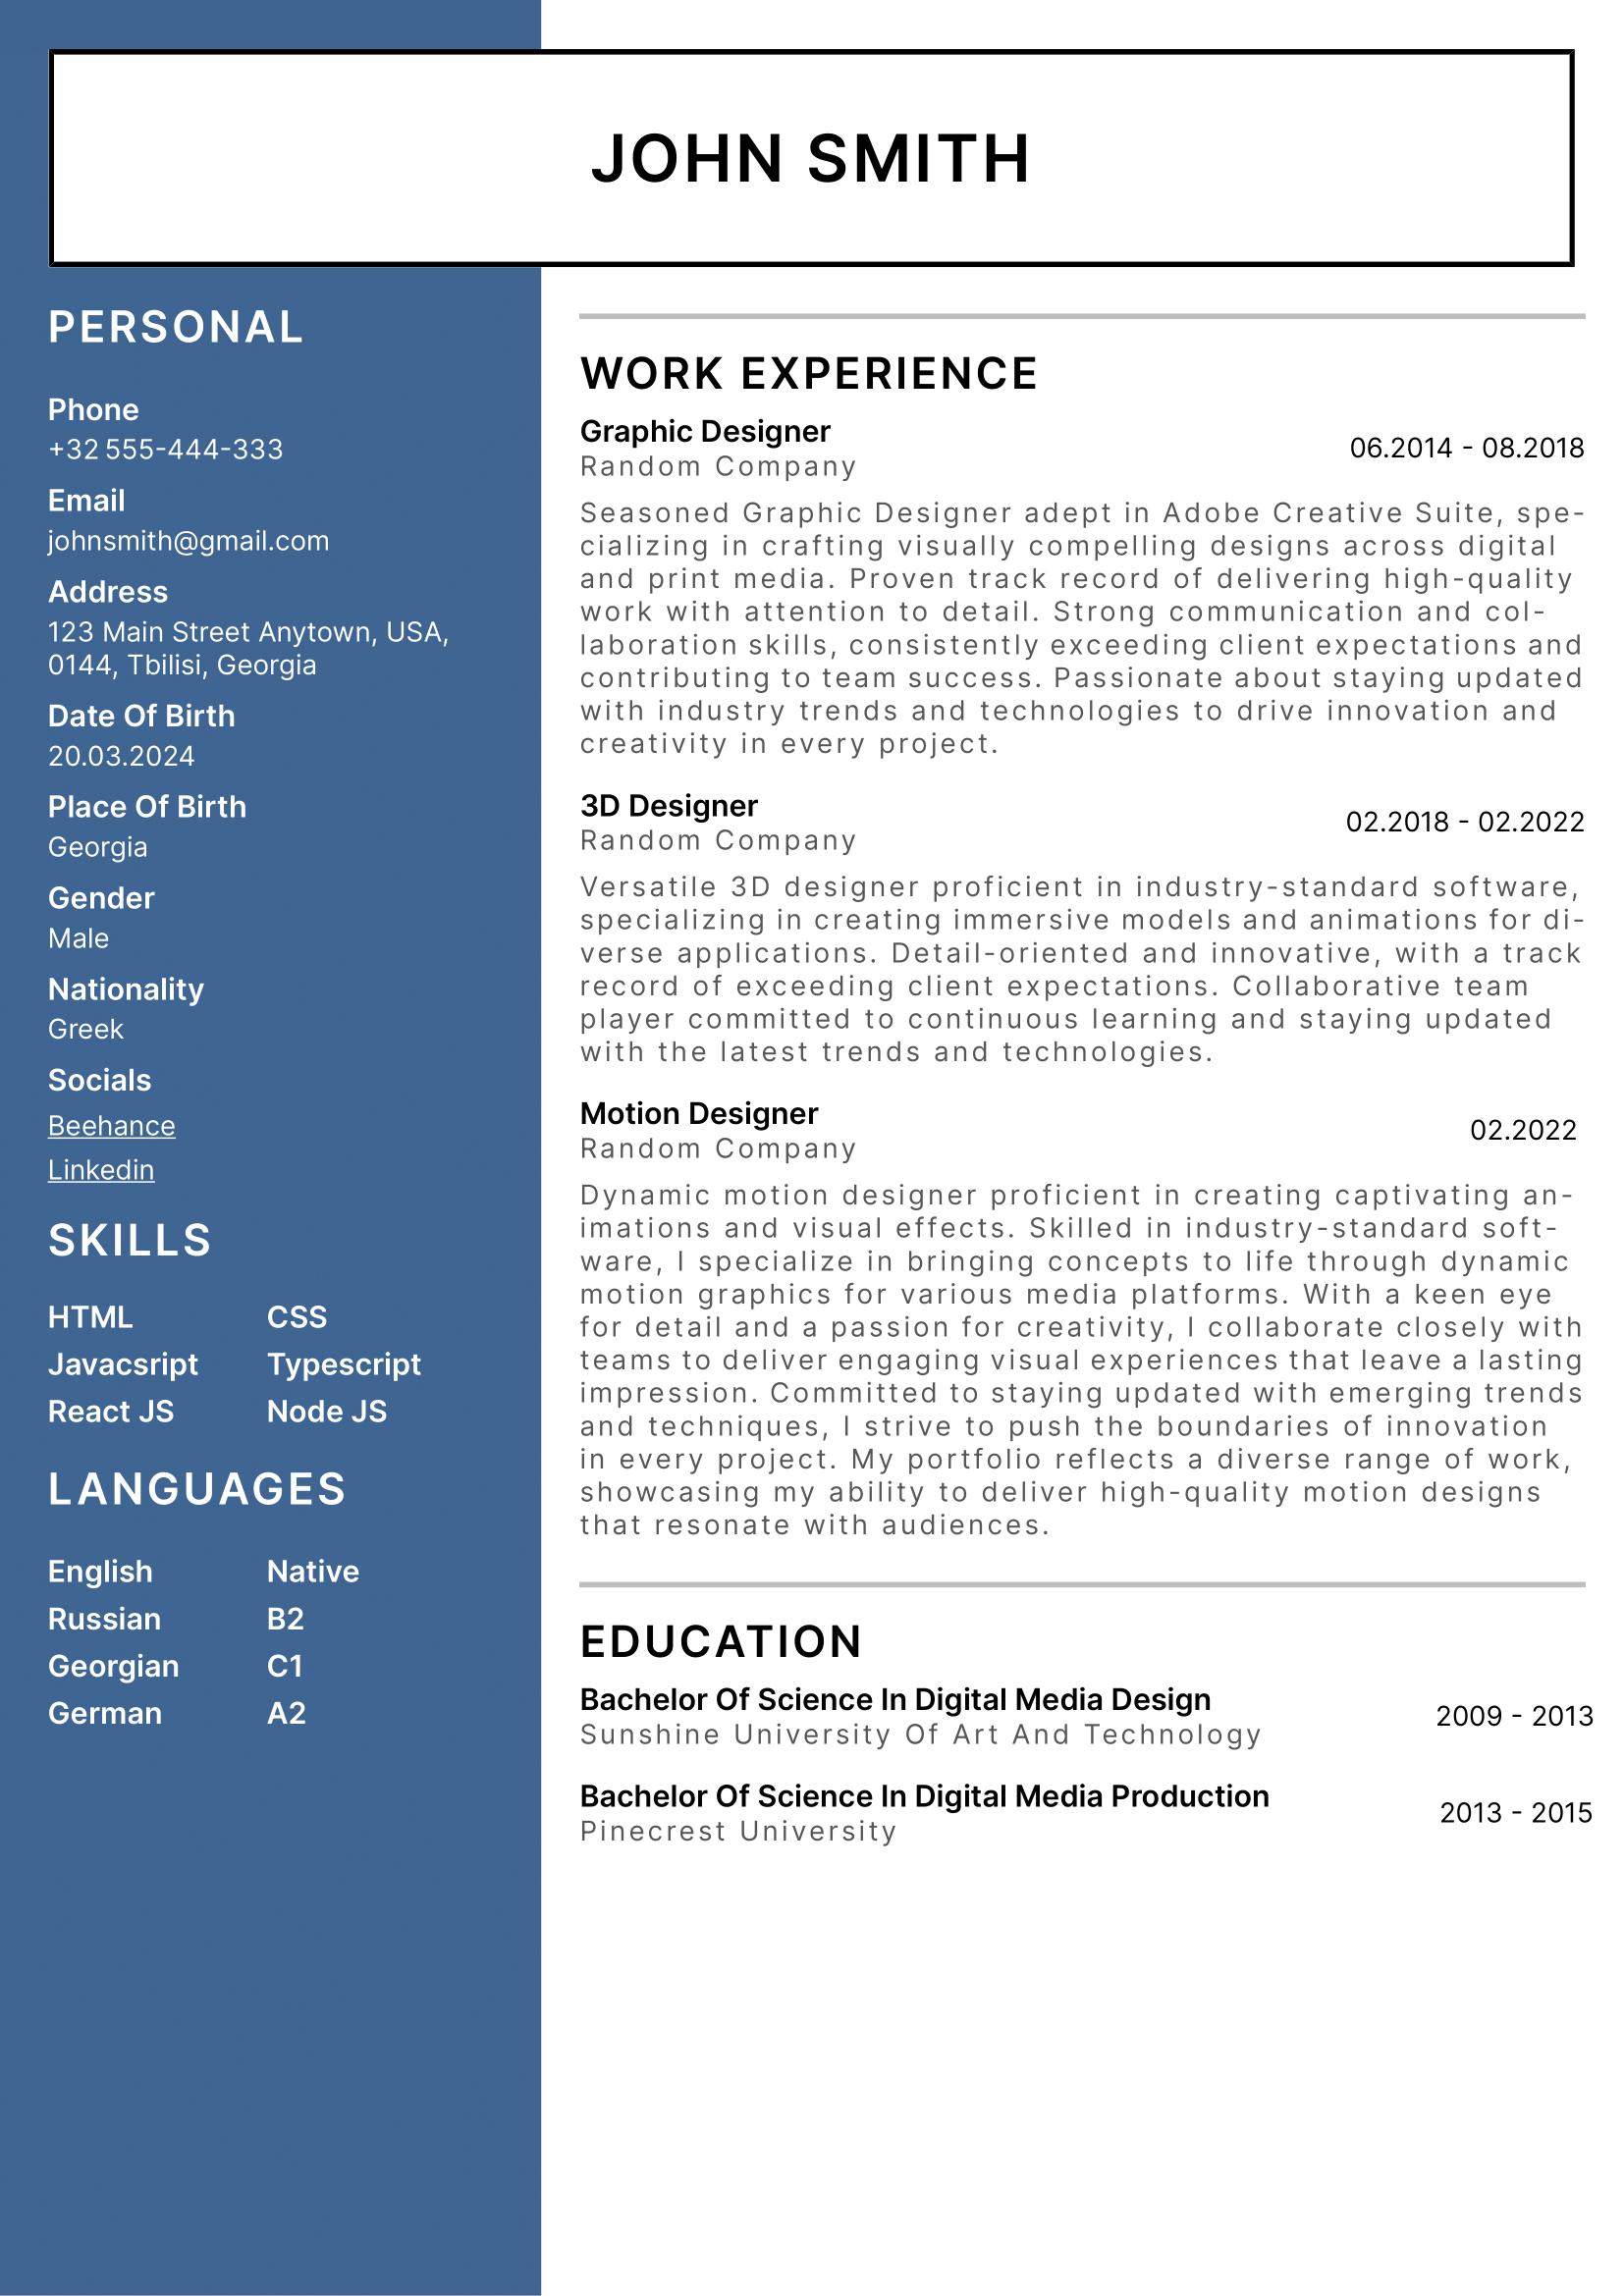 JOHN SMITH
PERSONAL
Phone
+32 555-444-333
Email
johnsmith@gmail.com
Address
123 Main Street Anytown, USA,
0144, Tbilisi, Georgia
Date Of Birth
20.03.2024
Place Of Birth
Georgia
Gender
Male
Nationality
Greek
Socials
Beehance
Linkedin
SKILLS
HTML CSS
Javacsript Typescript
React JS Node JS
LANGUAGES
English Native
Russian B2
Georgian C1
German A2
WORK EXPERIENCE
Graphic Designer
Random Company
06.2014 - 08.2018
Seasoned Graphic Designer adept in Adobe Creative Suite, spe-
cializing in crafting visually compelling designs across digital
and print media. Proven track record of delivering high-quality
work with attention to detail. Strong communication and col-
laboration skills, consistently exceeding client expectations and
contributing to team success. Passionate about staying updated
with industry trends and technologies to drive innovation and
creativity in every project.
3D Designer
Random Company
02.2018 - 02.2022
Versatile 3D designer proficient in industry-standard software,
specializing in creating immersive models and animations for di-
verse applications. Detail-oriented and innovative, with a track
record of exceeding client expectations. Collaborative team
player committed to continuous learning and staying updated
with the latest trends and technologies.
Motion Designer
Random Company
02.2022
Dynamic motion designer proficient in creating captivating an-
imations and visual effects. Skilled in industry-standard soft-
ware, I specialize in bringing concepts to life through dynamic
motion graphics for various media platforms. With a keen eye
for detail and a passion for creativity, I collaborate closely with
teams to deliver engaging visual experiences that leave a lasting
impression. Committed to staying updated with emerging trends
and techniques, I strive to push the boundaries of innovation
in every project. My portfolio reflects a diverse range of work,
showcasing my ability to deliver high-quality motion designs
that resonate with audiences.
EDUCATION
Bachelor Of Science In Digital Media Design
Sunshine University Of Art And Technology
2009 - 2013
Bachelor Of Science In Digital Media Production
Pinecrest University
2013 - 2015